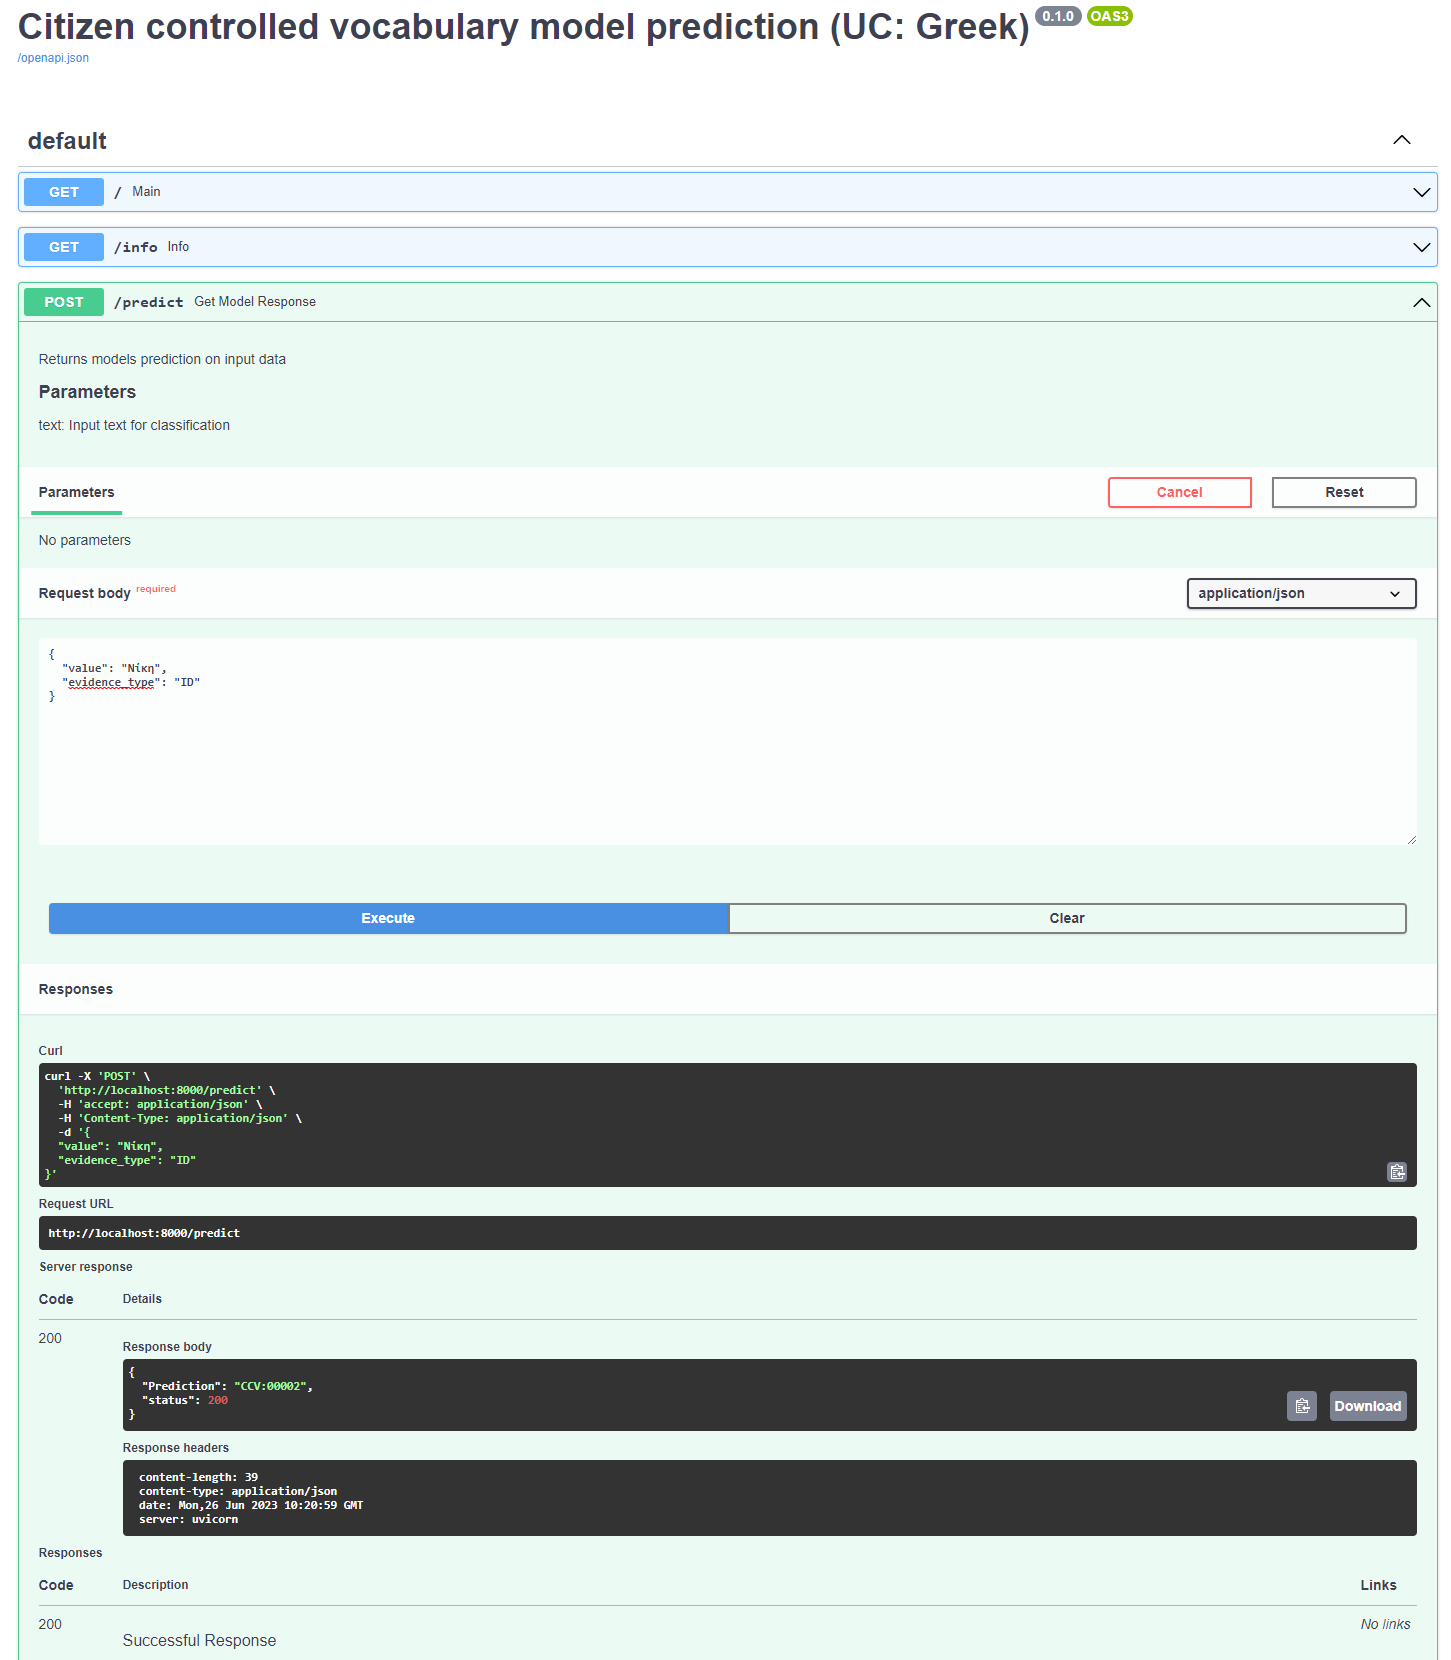 Citizen controlled vocabulary model prediction (UC: Greek) 0.1.0 OAS3
/openapi.json
default
GET / Main
GET /info Info
POST /predict Get Model Response
Returns models prediction on input data
Parameters
text: Input text for classification
Parameters Cancel Reset
No parameters
Request body required application/json
{
"value": "Νίκη",
"evidence_type": "ID"
}
Execute Clear
Responses
Curl
curl -X 'POST' \
'http://localhost:8000/predict' \
-H 'accept: application/json' \
-H 'Content-Type: application/json' \
-d '{
"value": "Νίκη",
"evidence_type": "ID"
}'
Request URL
http://localhost:8000/predict
Server response
Code Details
200
Response body
{
"Prediction": "CCV:00002",
"status": 200
}
Download
Response headers
content-length: 39
content-type: application/json
date: Mon,26 Jun 2023 10:20:59 GMT
server: uvicorn
Responses
Code Description Links
200 No links
Successful Response